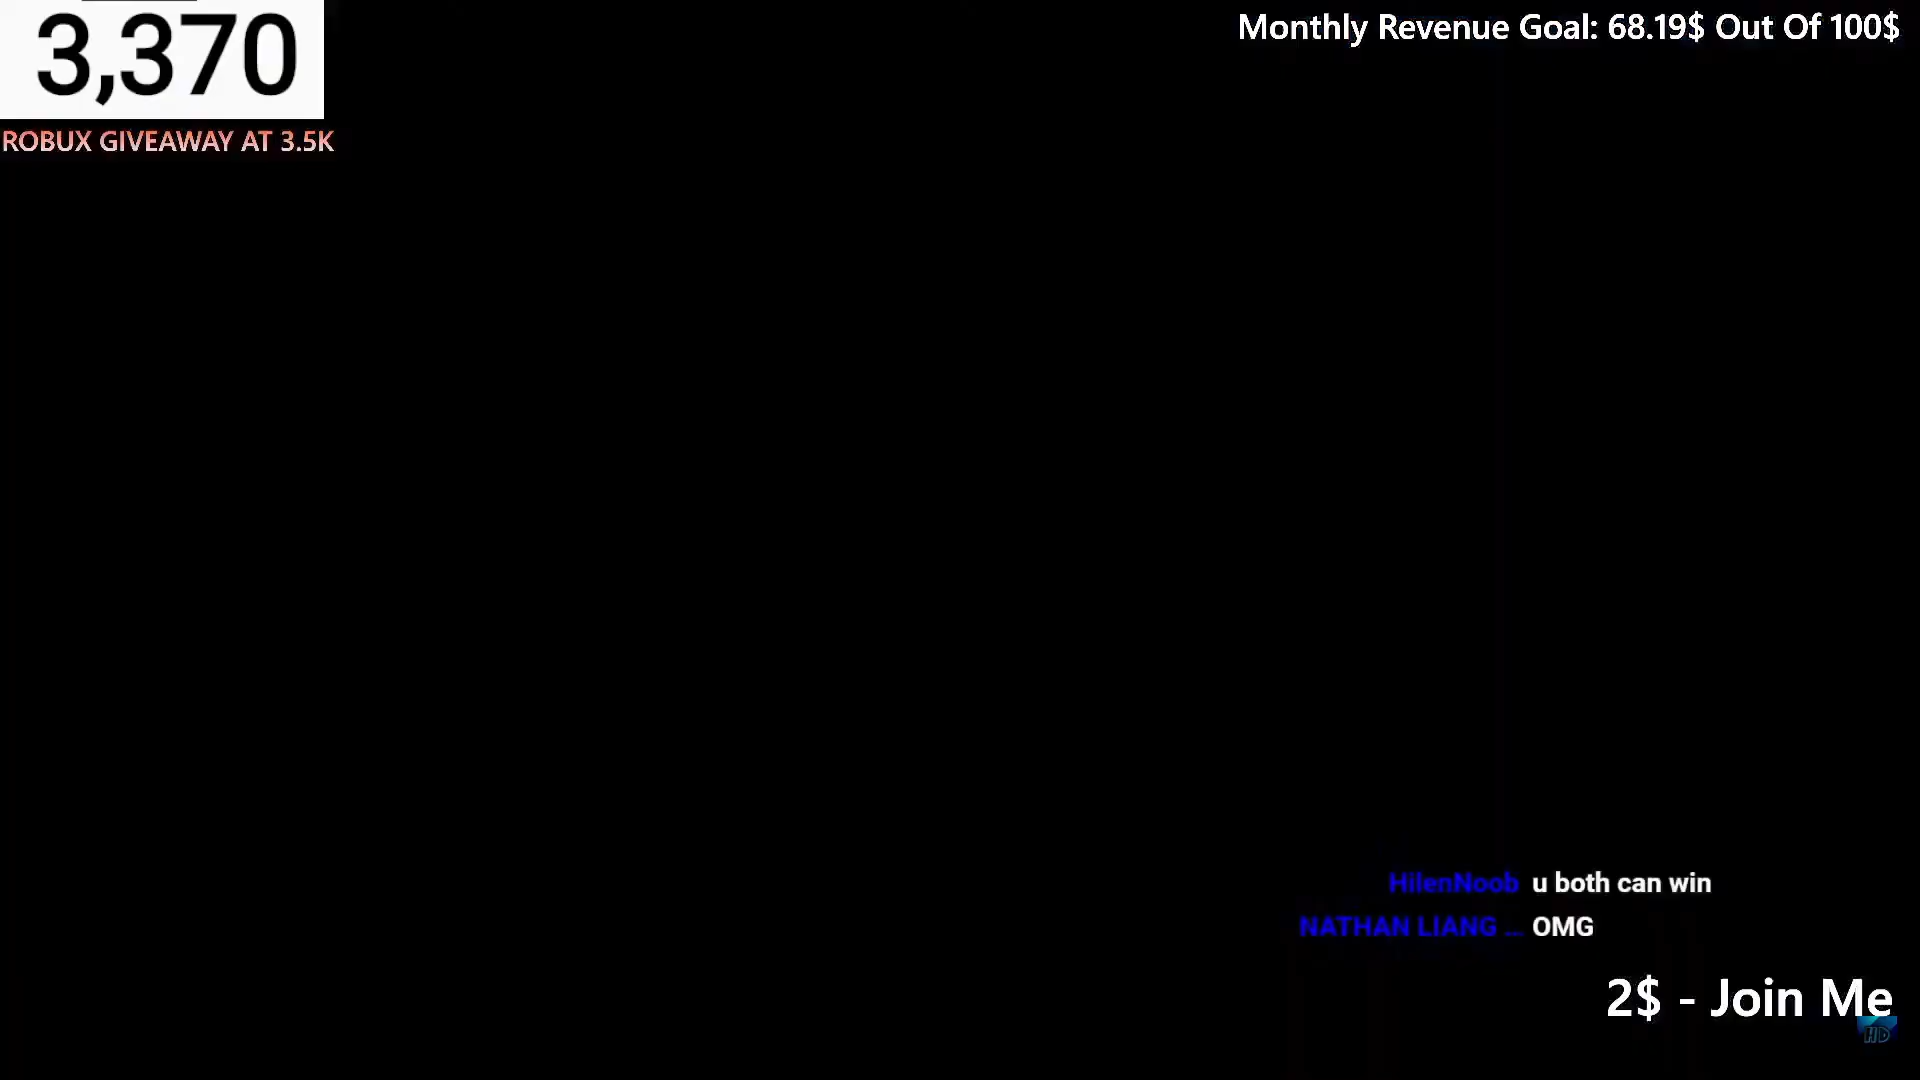 3,370
Monthly Revenue Goal: 68.19$ Out Of 100$
ROBUX GIVEAWAY AT 3.5K
HilenNoob u both can win
NATHAN LIANG ... OMG
2$ - Join Me
HD